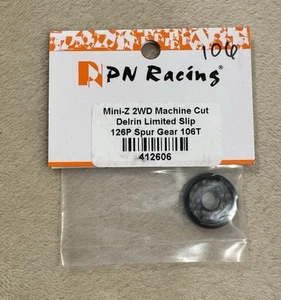 106
PN Racing®
Mini-Z 2WD Machine Cut
Delrin Limited Slip
126P Spur Gear 106T
412606